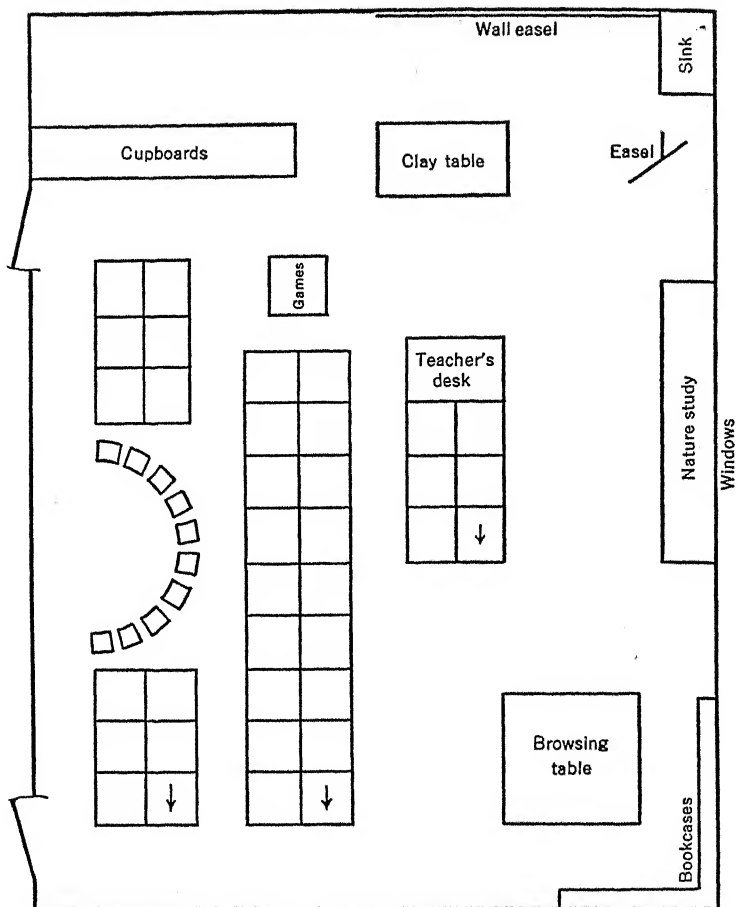 Wall easel
Sink
Cupboards
Clay table
Easel
Games
Teacher's
desk
Nature study
Windows
Browsing
table
Bookcases